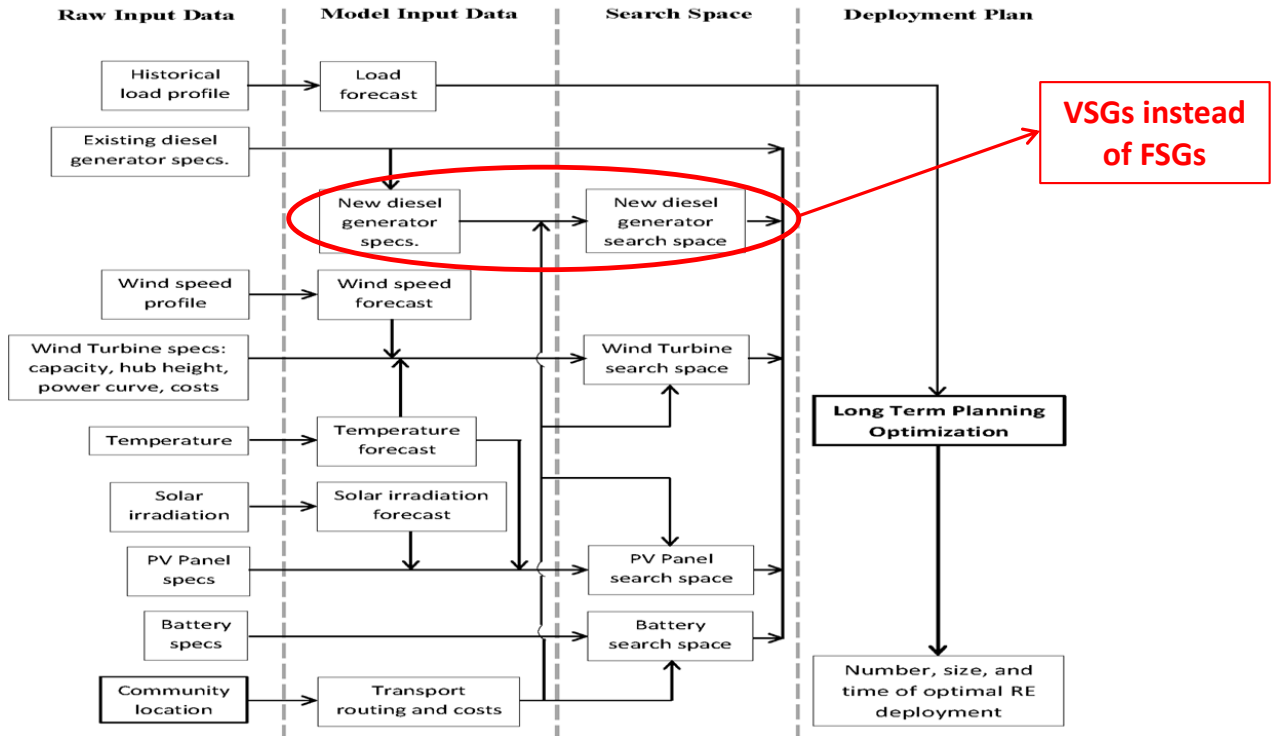 Raw Input Data
Model Input Data
Search Space
Deployment Plan
Historical
load profile
Load
forecast
VSGs instead
of FSGs
Existing diesel
generator specs.
New diesel
generator
specs.
New diesel
generator
search space
Wind speed
profile
Wind speed
forecast
Wind Turbine specs:
capacity, hub height,
power curve, costs
Wind Turbine
search space
Long Term Planning
Optimization
Temperature
Temperature
forecast
Solar
irradiation
Solar irradiation
forecast
PV Panel
specs
PV Panel
search space
Battery
specs
Battery
search space
Community
location
Transport
routing and costs
Number, size, and
time of optimal RE
deployment